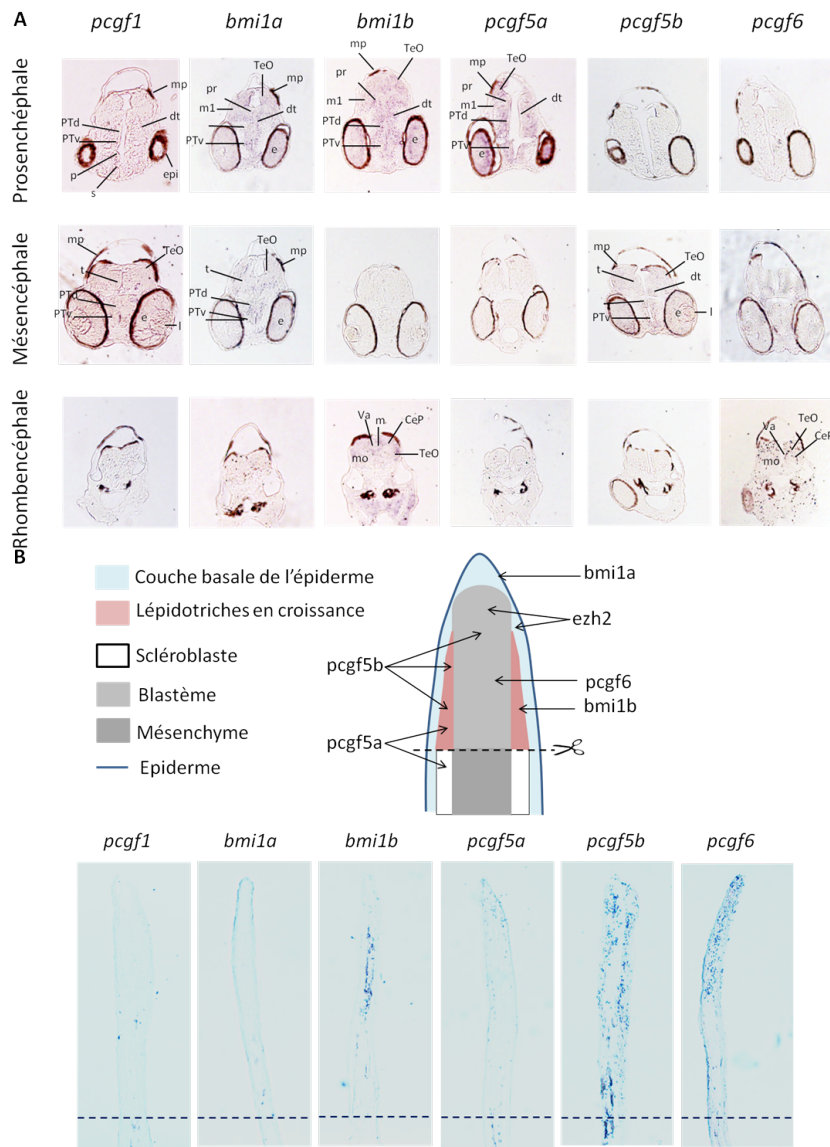 A
pcgf1 bmi1a bmi1b pcgf5a pcgf5b pcgf6
Prosenchéphale
mp PTd PTv p s dt epi
TeO mp pr m1 dt PTd PTv e
mp TeO pr m1 dt PTd PTv e
mp TeO pr m1 dt PTd PTv e
Mésencéphale
mp TeO t PTd PTv e l
TeO mp t PTd PTv e
mp TeO t dt PTv e l
Rhombencéphale
Va m CeP mo TeO
Va TeO CeP mo
B
Couche basale de l'épiderme
Lépidotriches en croissance
Scléroblaste
Blastème
Mésenchyme
Epiderme
bmi1a
ezh2
pcgf5b
pcgf6
bmi1b
pcgf5a
pcgf1 bmi1a bmi1b pcgf5a pcgf5b pcgf6